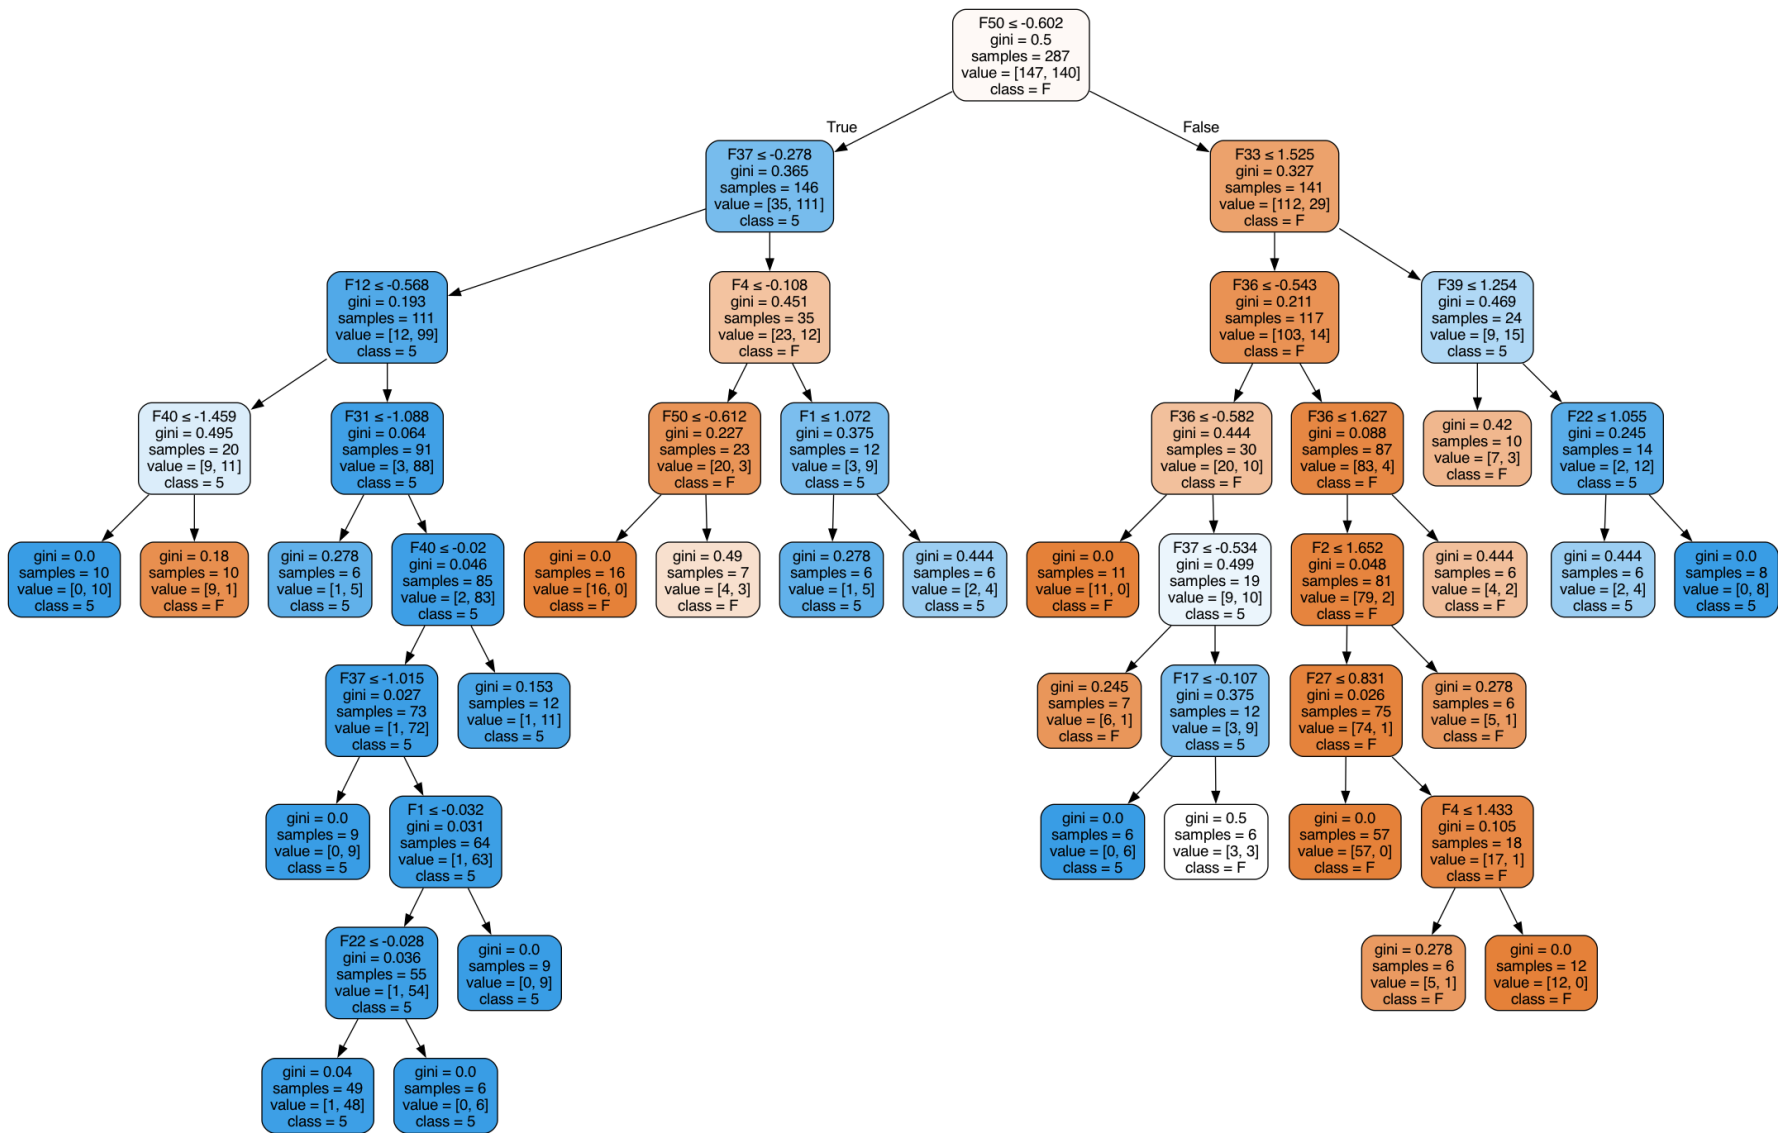 F50 ≤ -0.602
gini = 0.5
samples = 287
value = [147, 140]
class = F
True
False
F37 ≤ -0.278
gini = 0.365
samples = 146
value = [35, 111]
class = 5
F33 ≤ 1.525
gini = 0.327
samples = 141
value = [112, 29]
class = F
F12 ≤ -0.568
gini = 0.193
samples = 111
value = [12, 99]
class = 5
F4 ≤ -0.108
gini = 0.451
samples = 35
value = [23, 12]
class = F
F36 ≤ -0.543
gini = 0.211
samples = 117
value = [103, 14]
class = F
F39 ≤ 1.254
gini = 0.469
samples = 24
value = [9, 15]
class = 5
F40 ≤ -1.459
gini = 0.495
samples = 20
value = [9, 11]
class = 5
F31 ≤ -1.088
gini = 0.064
samples = 91
value = [3, 88]
class = 5
F50 ≤ -0.612
gini = 0.227
samples = 23
value = [20, 3]
class = F
F1 ≤ 1.072
gini = 0.375
samples = 12
value = [3, 9]
class = 5
F36 ≤ -0.582
gini = 0.444
samples = 30
value = [20, 10]
class = F
F36 ≤ 1.627
gini = 0.088
samples = 87
value = [83, 4]
class = F
gini = 0.42
samples = 10
value = [7, 3]
class = F
F22 ≤ 1.055
gini = 0.245
samples = 14
value = [2, 12]
class = 5
gini = 0.0
samples = 10
value = [0, 10]
class = 5
gini = 0.18
samples = 10
value = [9, 1]
class = F
gini = 0.278
samples = 6
value = [1, 5]
class = 5
F40 ≤ -0.02
gini = 0.046
samples = 85
value = [2, 83]
class = 5
gini = 0.0
samples = 16
value = [16, 0]
class = F
gini = 0.49
samples = 7
value = [4, 3]
class = F
gini = 0.278
samples = 6
value = [1, 5]
class = 5
gini = 0.444
samples = 6
value = [2, 4]
class = 5
gini = 0.0
samples = 11
value = [11, 0]
class = F
F37 ≤ -0.534
gini = 0.499
samples = 19
value = [9, 10]
class = 5
F2 ≤ 1.652
gini = 0.048
samples = 81
value = [79, 2]
class = F
gini = 0.444
samples = 6
value = [4, 2]
class = F
gini = 0.444
samples = 6
value = [2, 4]
class = 5
gini = 0.0
samples = 8
value = [0, 8]
class = 5
F37 ≤ -1.015
gini = 0.027
samples = 73
value = [1, 72]
class = 5
gini = 0.153
samples = 12
value = [1, 11]
class = 5
gini = 0.245
samples = 7
value = [6, 1]
class = F
F17 ≤ -0.107
gini = 0.375
samples = 12
value = [3, 9]
class = 5
F27 ≤ 0.831
gini = 0.026
samples = 75
value = [74, 1]
class = F
gini = 0.278
samples = 6
value = [5, 1]
class = F
gini = 0.0
samples = 9
value = [0, 9]
class = 5
F1 ≤ -0.032
gini = 0.031
samples = 64
value = [1, 63]
class = 5
gini = 0.0
samples = 6
value = [0, 6]
class = 5
gini = 0.5
samples = 6
value = [3, 3]
class = F
gini = 0.0
samples = 57
value = [57, 0]
class = F
F4 ≤ 1.433
gini = 0.105
samples = 18
value = [17, 1]
class = F
F22 ≤ -0.028
gini = 0.036
samples = 55
value = [1, 54]
class = 5
gini = 0.0
samples = 9
value = [0, 9]
class = 5
gini = 0.278
samples = 6
value = [5, 1]
class = F
gini = 0.0
samples = 12
value = [12, 0]
class = F
gini = 0.04
samples = 49
value = [1, 48]
class = 5
gini = 0.0
samples = 6
value = [0, 6]
class = 5